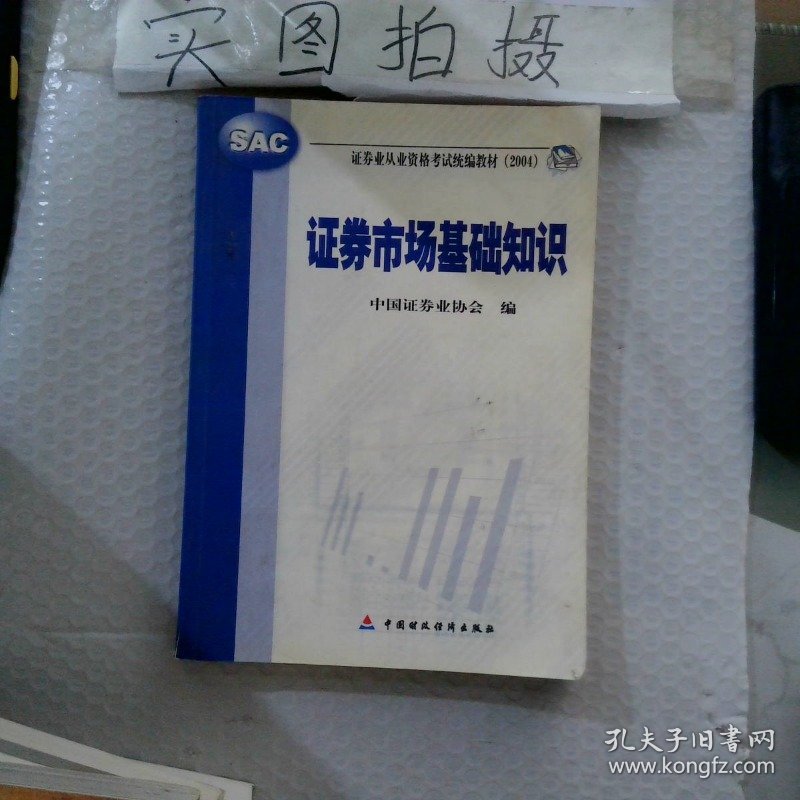 实图拍摄
SAC
证券业从业资格考试统编教材（2004）
证券市场基础知识
中国证券业协会 编
中国财政经济出版社
孔夫子旧书网
www.kongfz.com